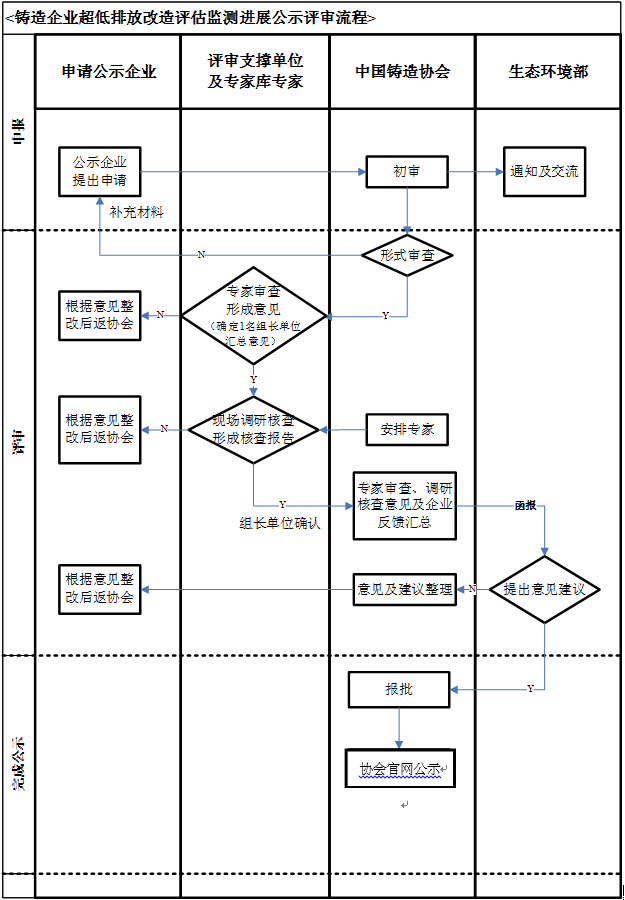 <铸造企业超低排放改造评估监测进展公示评审流程>
申请公示企业
评审支撑单位
及专家库专家
中国铸造协会
生态环境部
申报
公示企业
提出申请
初审
通知及交流
补充材料
形式审查
N
Y
评审
专家审查
形成意见
（确定1名组长单位
汇总意见）
N
根据意见整
改后返协会
Y
现场调研核查
形成核查报告
N
根据意见整
改后返协会
安排专家
Y
组长单位确认
专家审查、调研
核查意见及企业
反馈汇总
函报
提出意见建议
N
意见及建议整理
根据意见整
改后返协会
Y
完成公示
报批
协会官网公示